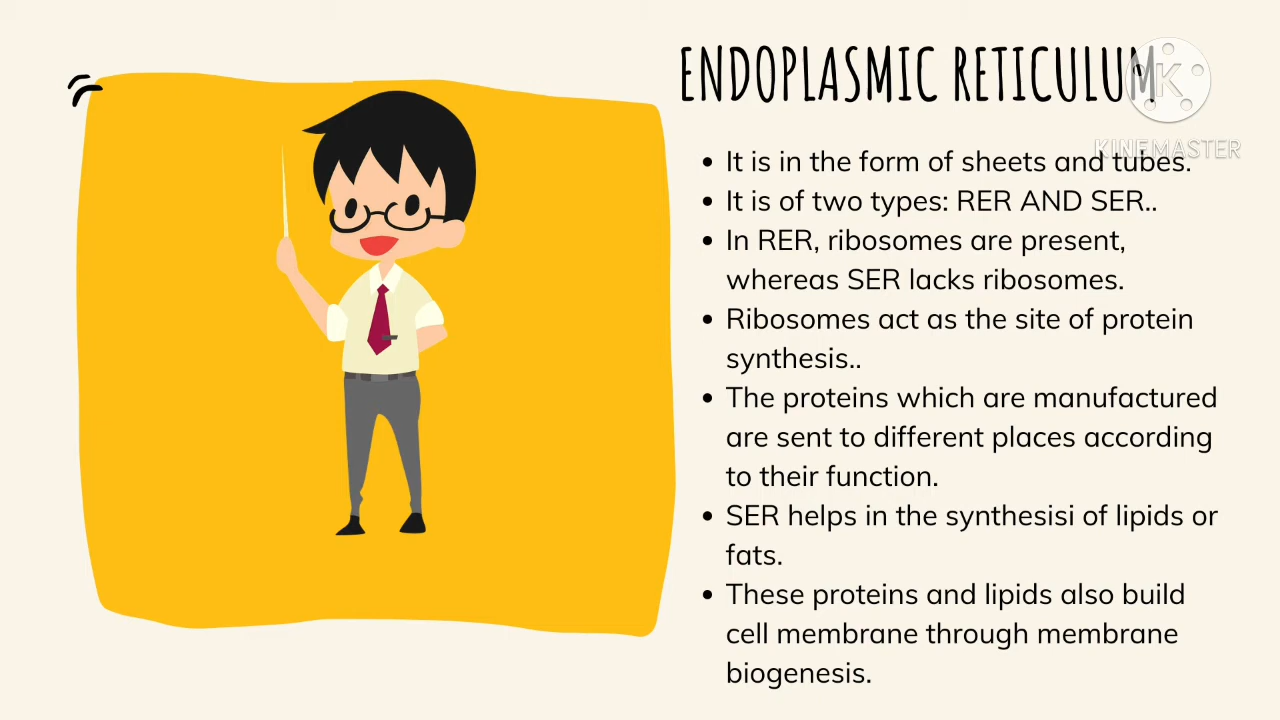 ENDOPLASMIC RETICULUM
K
KINEMASTER
• It is in the form of sheets and tubes.
• It is of two types: RER AND SER..
• In RER, ribosomes are present,
whereas SER lacks ribosomes.
• Ribosomes act as the site of protein
synthesis..
• The proteins which are manufactured
are sent to different places according
to their function.
• SER helps in the synthesisi of lipids or
fats.
• These proteins and lipids also build
cell membrane through membrane
biogenesis.